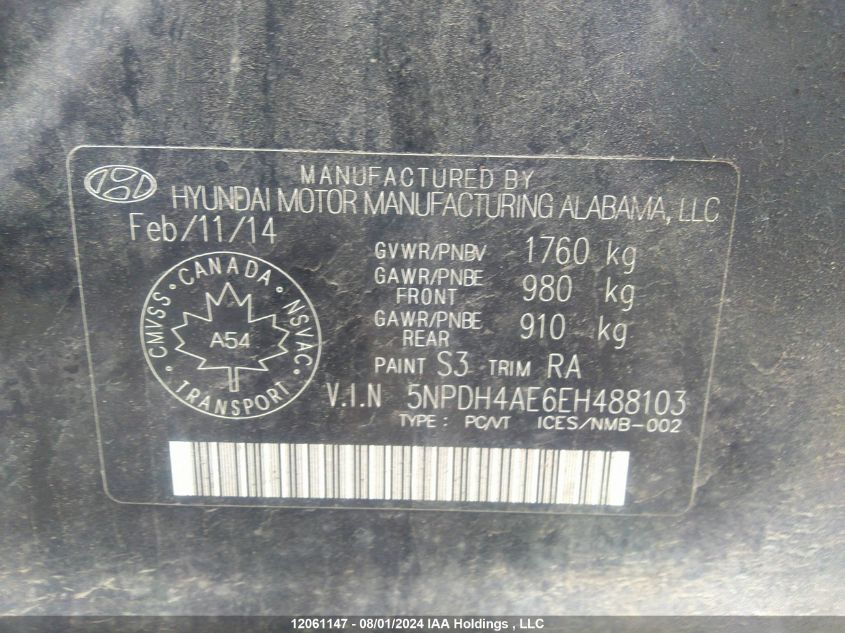 MANUFACTURED BY
HYUNDAI MOTOR MANUFACTURING ALABAMA, LLC
Feb/11/14
GVWR/PNBV 1760 kg
GAWR/PNBE FRONT 980 kg
GAWR/PNBE REAR 910 kg
PAINT S3 TRIM RA
V.I.N 5NPDH4AE6EH488103
TYPE : PC/VT ICES/NMB-002
CANADA
CMVSS NSVAC
A54
TRANSPORT
12061147 - 08/01/2024 IAA Holdings , LLC